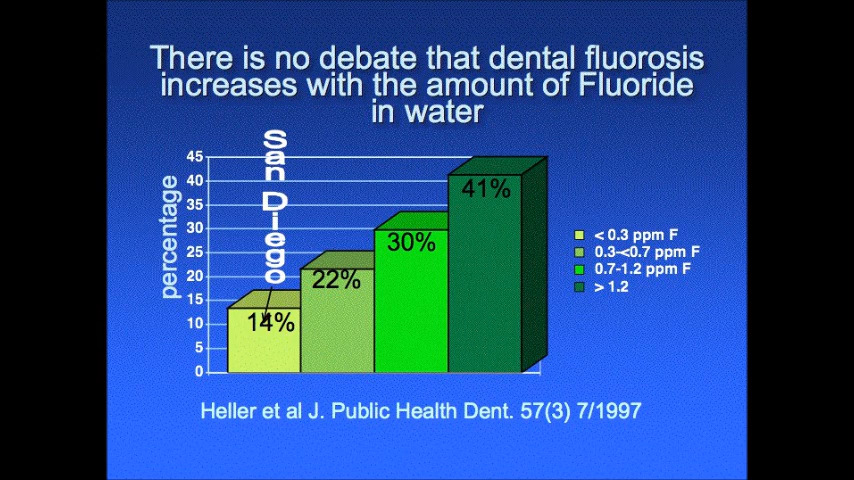 There is no debate that dental fluorosis
increases with the amount of Fluoride
in water
San Diego
percentage
45
40
35
30
25
20
15
10
5
0
14%
22%
30%
41%
< 0.3 ppm F
0.3-<0.7 ppm F
0.7-1.2 ppm F
> 1.2
Heller et al J. Public Health Dent. 57(3) 7/1997